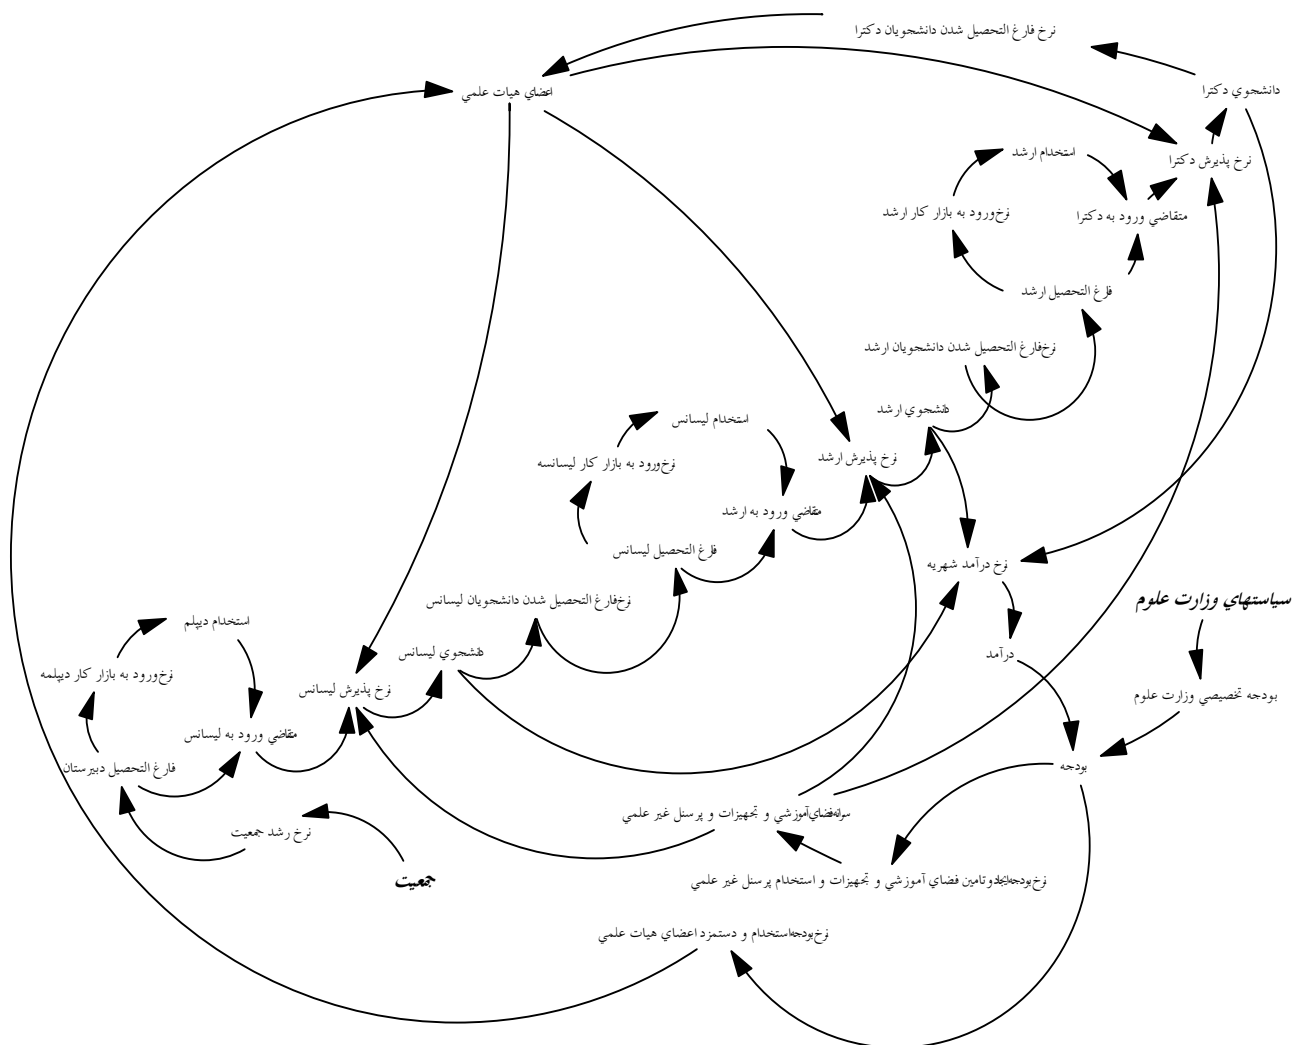 نرخ فارغ التحصيل شدن دانشجويان دكترا
دانشجوي دكترا
اعضاي هيات علمي
استخدام ارشد
نرخ پذيرش دكترا
نرخ ورود به بازار كار ارشد
متقاضي ورود به دكترا
فارغ التحصيل ارشد
نرخ فارغ التحصيل شدن دانشجويان ارشد
دانشجوي ارشد
استخدام ليسانس
نرخ پذيرش ارشد
نرخ ورود به بازار كار ليسانسه
متقاضي ورود به ارشد
فارغ التحصيل ليسانس
نرخ درآمد شهريه
سياستهاي وزارت علوم
نرخ فارغ التحصيل شدن دانشجويان ليسانس
استخدام ديپلم
درآمد
دانشجوي ليسانس
نرخ ورود به بازار كار ديپلمه
نرخ پذيرش ليسانس
بودجه تخصيصي وزارت علوم
متقاضي ورود به ليسانس
فارغ التحصيل دبيرستان
بودجه
سرانه فضاي آموزشي و تجهيزات و پرسنل غير علمي
نرخ رشد جمعيت
جمعيت
نرخ بودجه ايجاد و تامين فضاي آموزشي و تجهيزات و استخدام پرسنل غير علمي
نرخ بودجه استخدام و دستمزد اعضاي هيات علمي